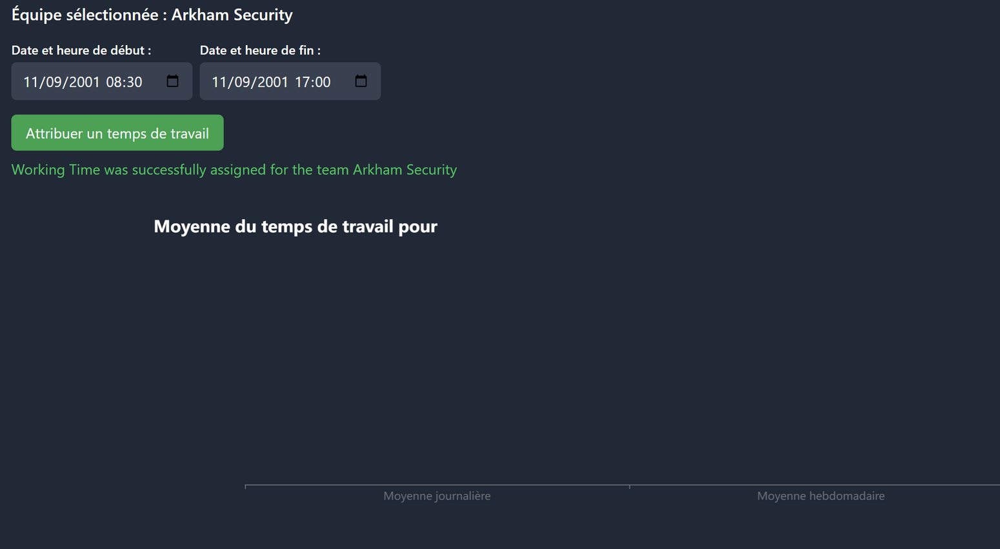 Équipe sélectionnée : Arkham Security
Date et heure de début : Date et heure de fin :
11/09/2001 08:30 11/09/2001 17:00
Attribuer un temps de travail
Working Time was successfully assigned for the team Arkham Security
Moyenne du temps de travail pour
Moyenne journalière Moyenne hebdomadaire